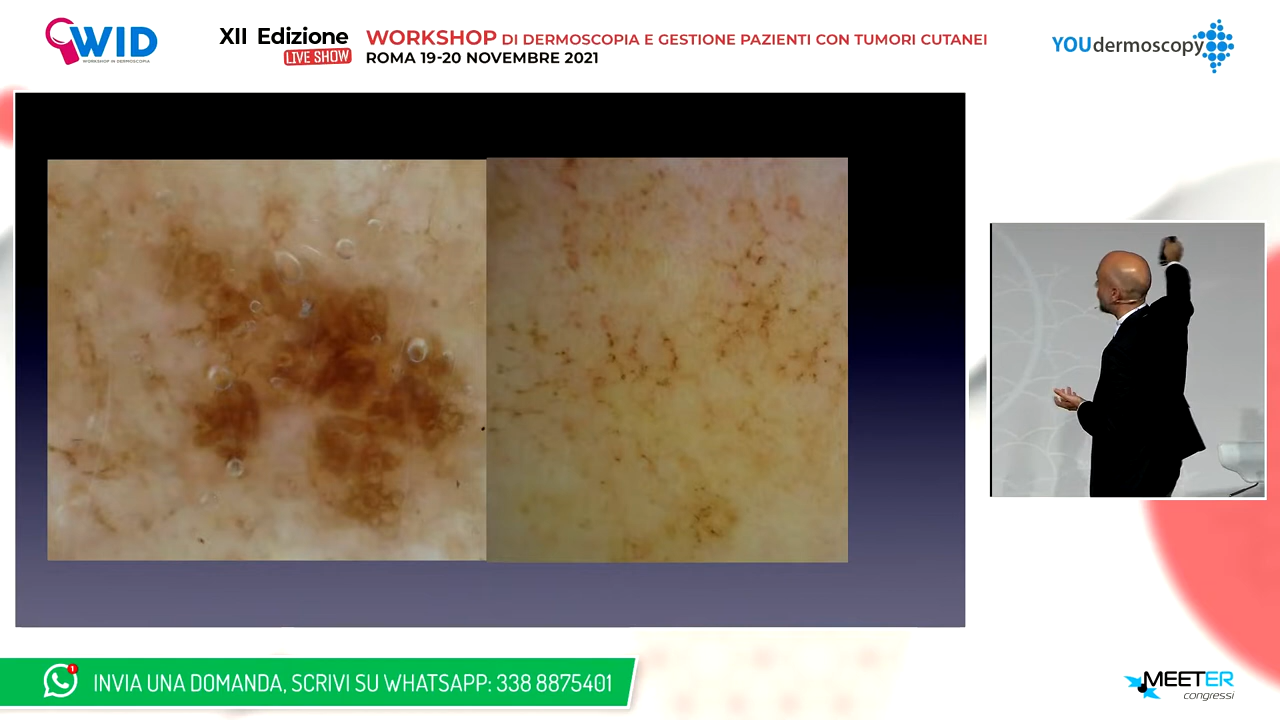 WID
WORKSHOP IN DERMOSCOPIA
XII Edizione
LIVE SHOW
WORKSHOP DI DERMOSCOPIA E GESTIONE PAZIENTI CON TUMORI CUTANEI
ROMA 19-20 NOVEMBRE 2021
YOUdermoscopy
1
INVIA UNA DOMANDA, SCRIVI SU WHATSAPP: 338 8875401
MEETER
congressi